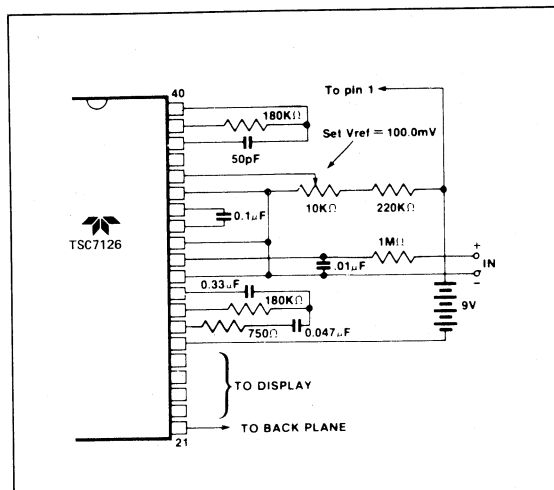 40
To pin 1
180KΩ
Set Vref = 100.0mV
50pF
10KΩ
220KΩ
0.1μF
TSC7126
1MΩ
+
IN
.01μF
−
0.33μF
180KΩ
9V
750Ω
0.047μF
TO DISPLAY
21
TO BACK PLANE